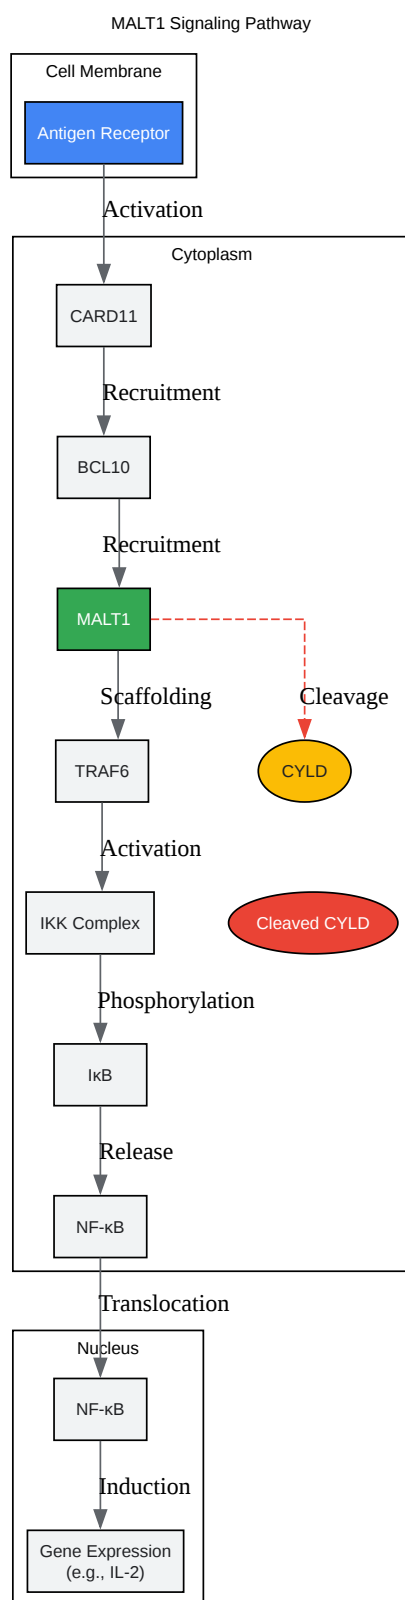 MALT1 Signaling Pathway
Cell Membrane
Antigen Receptor
Activation
Cytoplasm
CARD11
Recruitment
BCL10
Recruitment
MALT1
Scaffolding
Cleavage
TRAF6
CYLD
Activation
IKK Complex
Cleaved CYLD
Phosphorylation
IκB
Release
NF-κB
Translocation
Nucleus
NF-κB
Induction
Gene Expression
(e.g., IL-2)